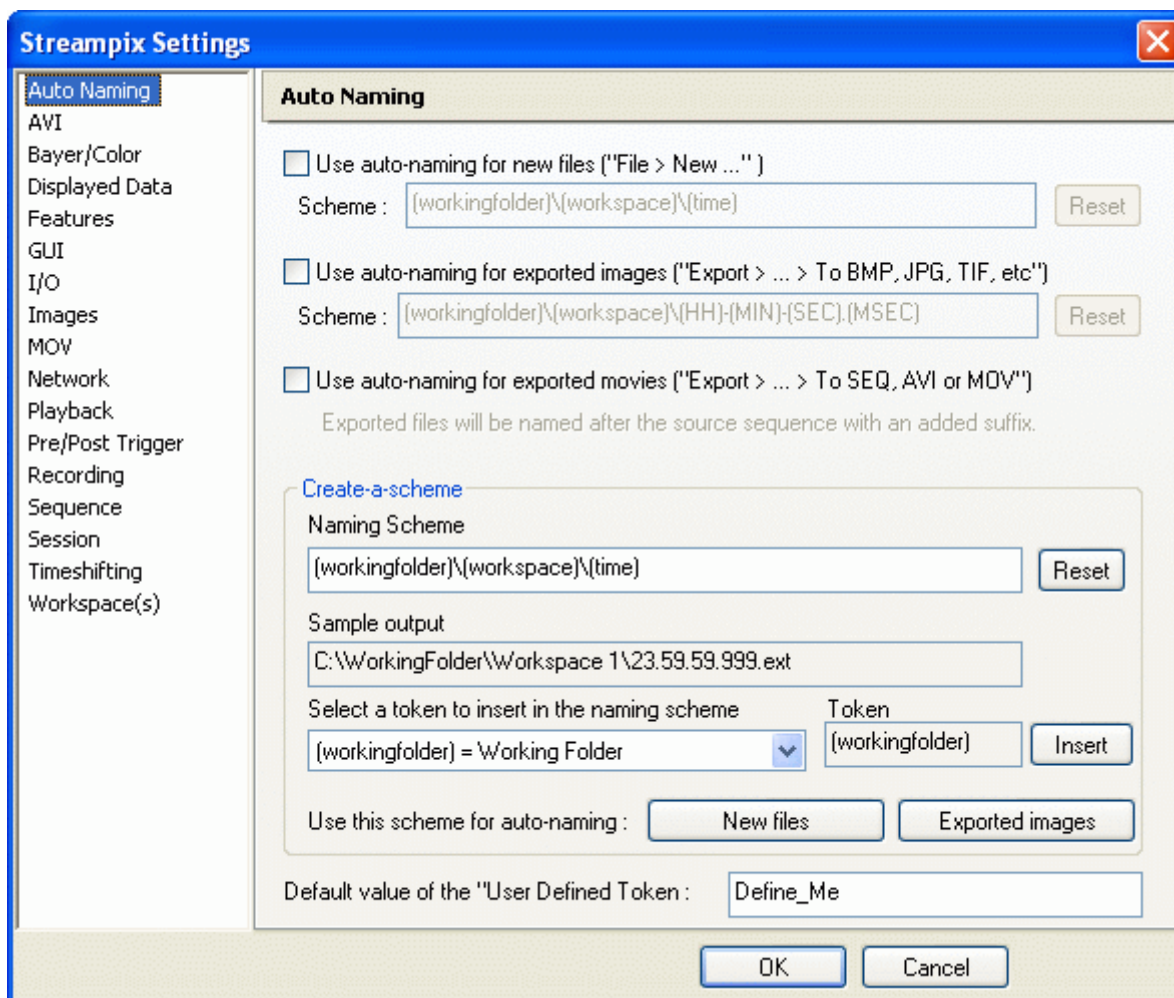 Streampix Settings
Auto Naming
AVI
Bayer/Color
Displayed Data
Features
GUI
I/O
Images
MOV
Network
Playback
Pre/Post Trigger
Recording
Sequence
Session
Timeshifting
Workspace(s)
Auto Naming
Use auto-naming for new files ("File > New ..." )
Scheme : (workingfolder)\(workspace)\(time) Reset
Use auto-naming for exported images ("Export > ... > To BMP, JPG, TIF, etc")
Scheme : (workingfolder)\(workspace)\(HH)-(MIN)-(SEC).(MSEC) Reset
Use auto-naming for exported movies ("Export > ... > To SEQ, AVI or MOV")
Exported files will be named after the source sequence with an added suffix.
Create-a-scheme
Naming Scheme
(workingfolder)\(workspace)\(time) Reset
Sample output
C:\WorkingFolder\Workspace 1\23.59.59.999.ext
Select a token to insert in the naming scheme Token
(workingfolder) = Working Folder (workingfolder) Insert
Use this scheme for auto-naming : New files Exported images
Default value of the "User Defined Token : Define_Me
OK Cancel